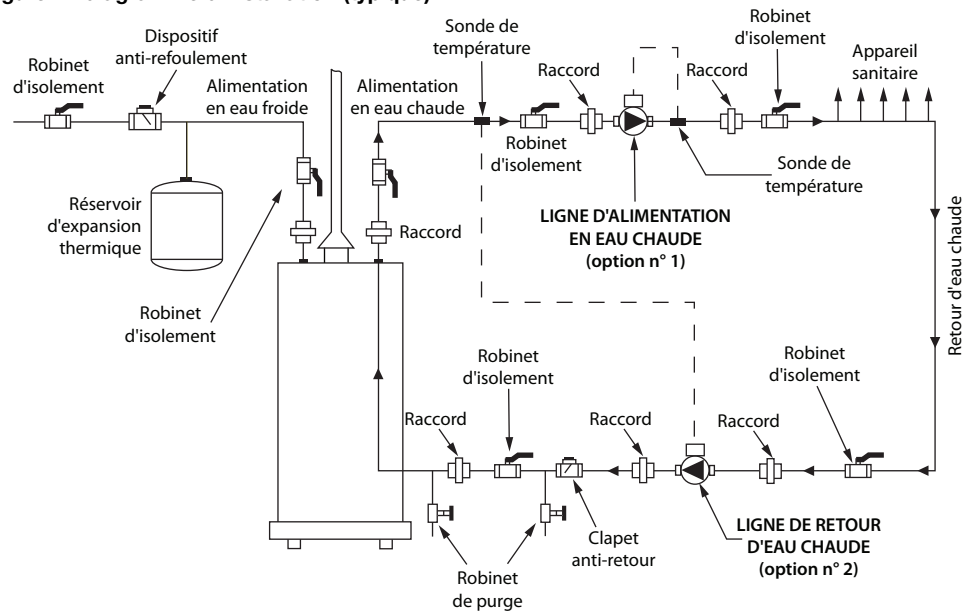 (typique)
Robinet
d'isolement
Dispositif
anti-refoulement
Alimentation
en eau froide
Alimentation
en eau chaude
Sonde de
température
Raccord
Robinet
d'isolement
Raccord
Robinet
d'isolement
Appareil
sanitaire
Sonde de
température
Réservoir
d'expansion
thermique
Raccord
LIGNE D'ALIMENTATION
EN EAU CHAUDE
(option n° 1)
Retour d'eau chaude
Robinet
d'isolement
Raccord
Robinet
d'isolement
Raccord
Raccord
Robinet
d'isolement
Robinet
de purge
Clapet
anti-retour
LIGNE DE RETOUR
D'EAU CHAUDE
(option n° 2)